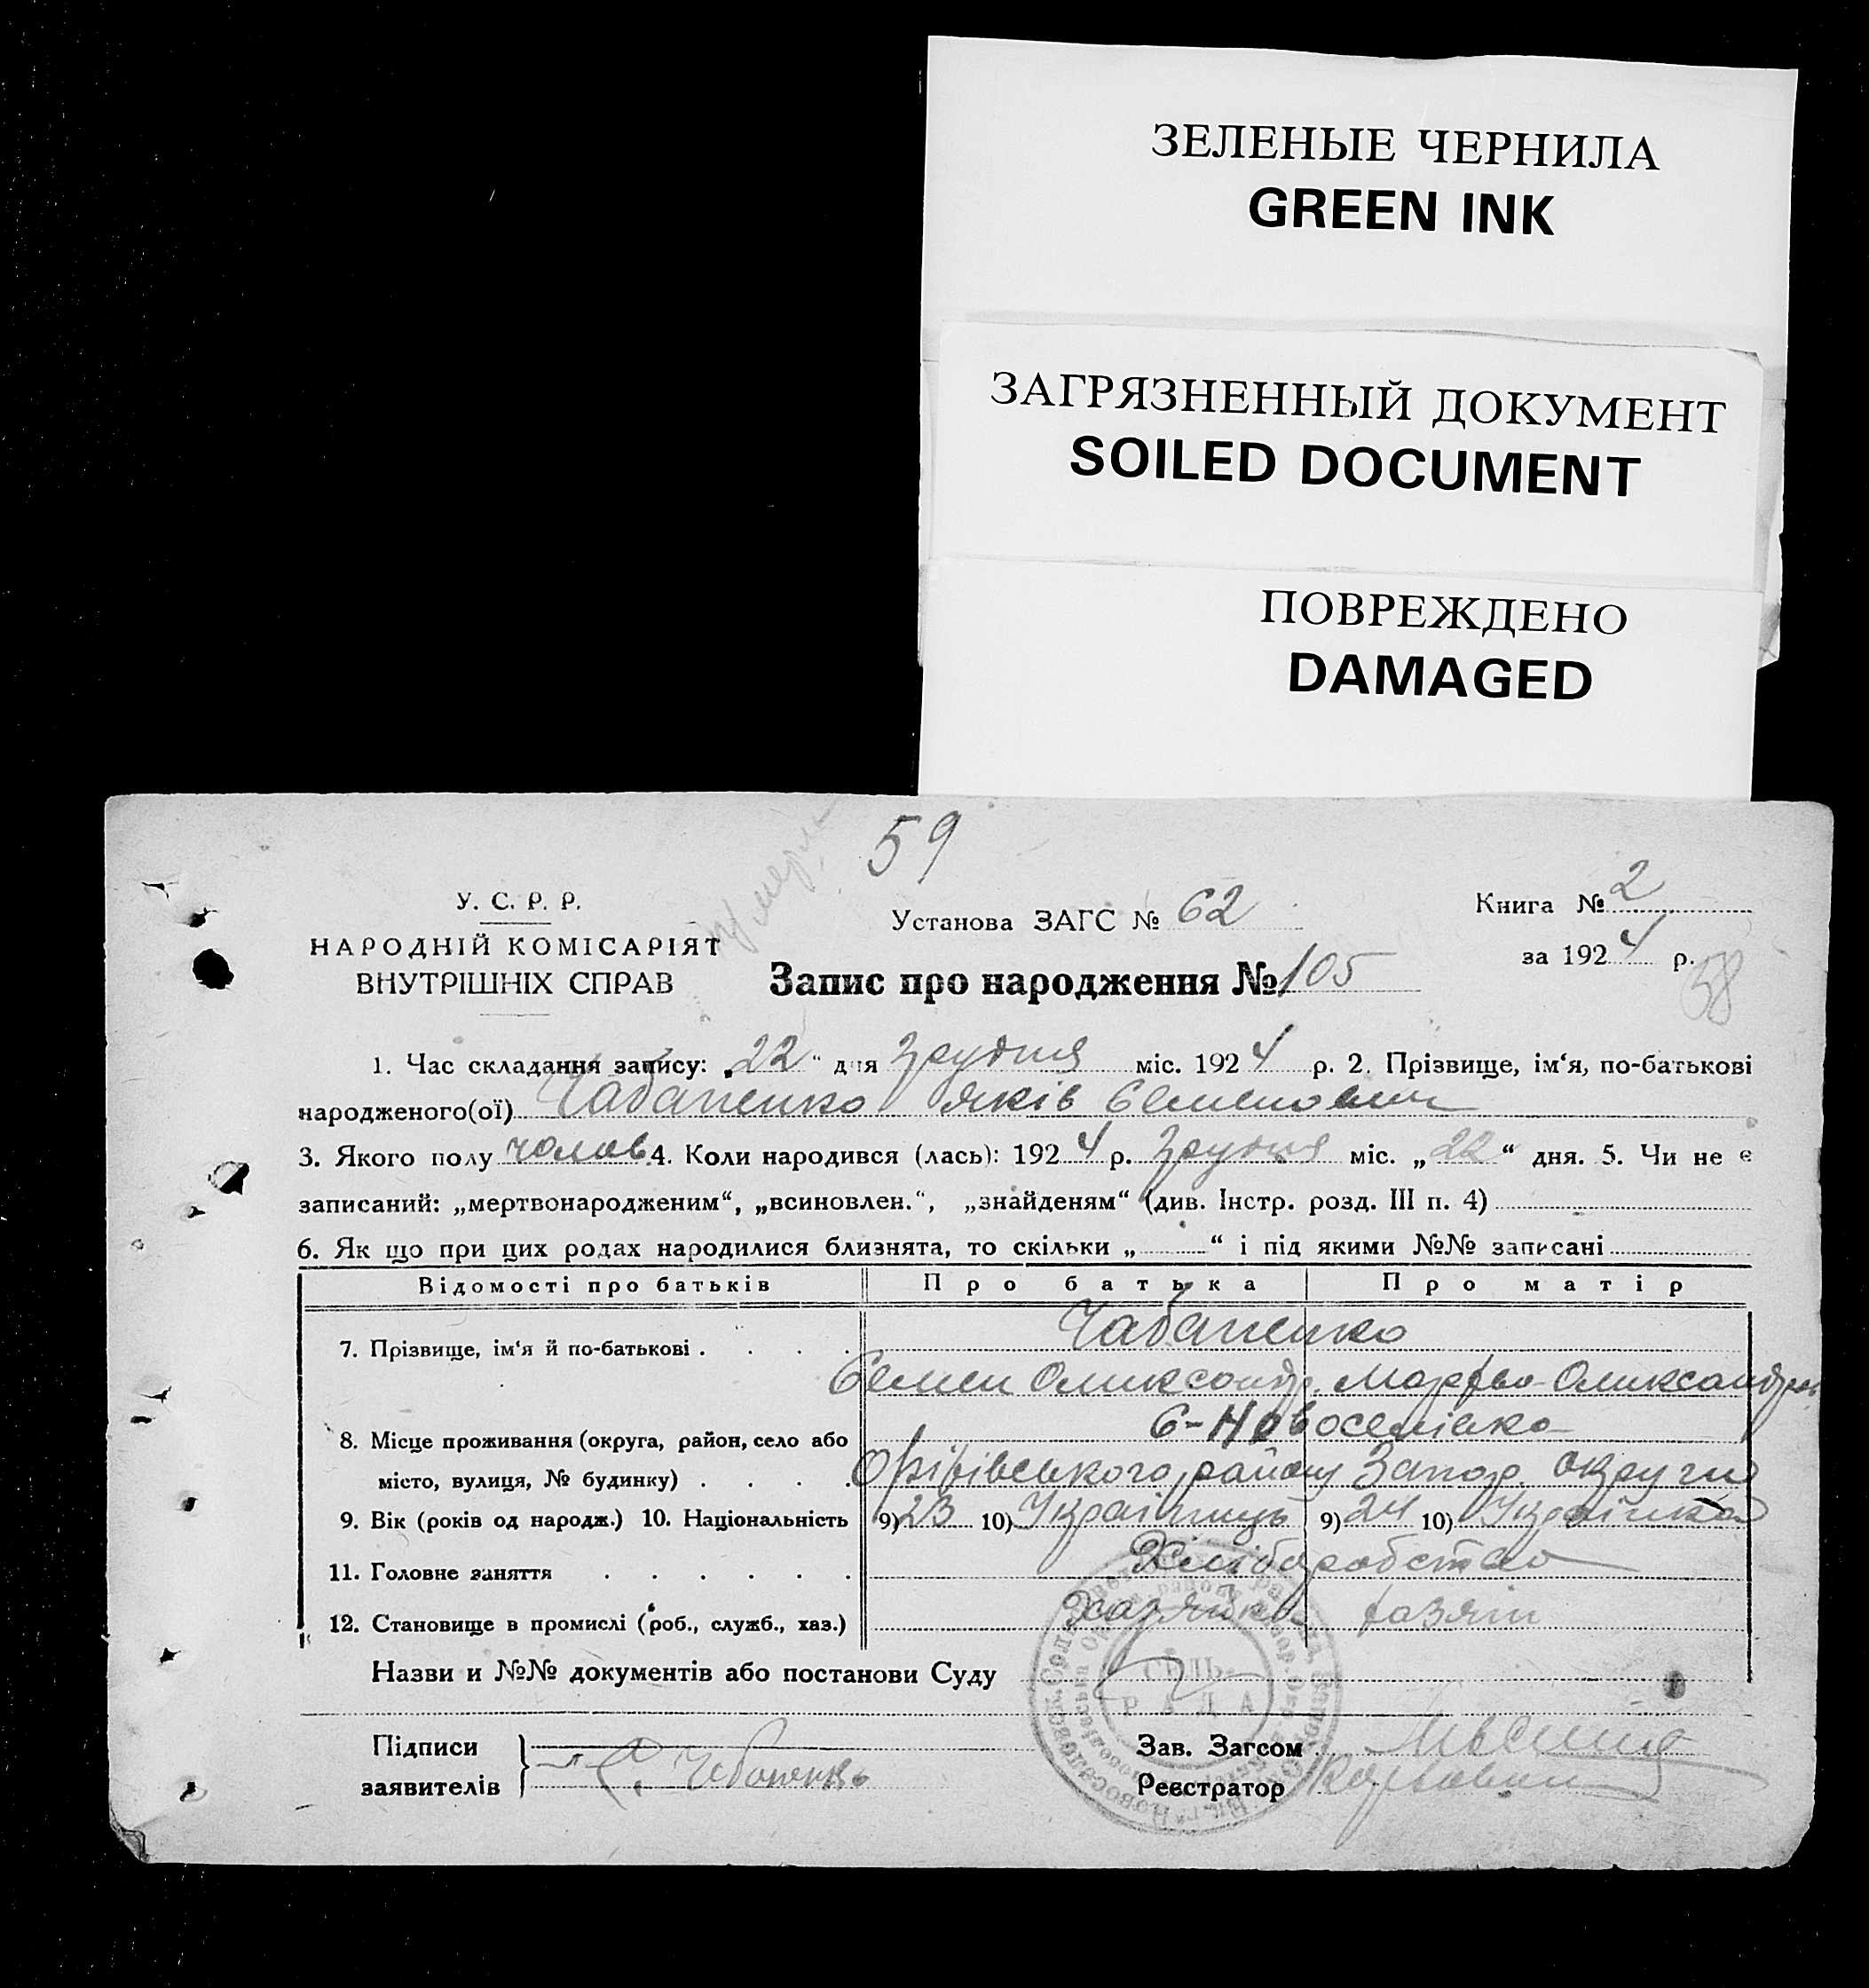 ЗЕЛЕНЫЕ ЧЕРНИЛА
GREEN INK
ЗАГРЯЗНЕННЫЙ ДОКУМЕНТ
SOILED DOCUMENT
ПОВРЕЖДЕНО
DAMAGED
59
У. С. Р. Р.
НАРОДНІЙ КОМІСАРІЯТ
ВНУТРІШНІХ СПРАВ
Установа ЗАГС № 62
Книга № 2
за 1924 р.
58
Запис про народження № 105
1. Час складання запису: „22" дня Грудня міс. 1924 р. 2. Прізвище, ім'я, по-батькові
народженого(ої) Чабаненко Яків Семенович
3. Якого полу чолов. 4. Коли народився (лась): 1924 р. Грудня міс. „22" дня. 5. Чи не є
записаний: „мертвонародженим", „всиновлен.", „знайденям" (див. Інстр. розд. III п. 4)
6. Як що при цих родах народилися близнята, то скільки „ " і під якими №№ записані
Відомості про батьків Про батька Про матір
7. Прізвище, ім'я й по-батькові . . . . Чабаненко
Семен Оликсандр. Марфа Оликсандров
С-Новоселівка
8. Місце проживання (округа, район, село або
місто, вулиця, № будинку) . . . . Оріхівського району Запор. округи
9. Вік (років од народж.) 10. Національність 9) 23 10) Українець 9) 24 10) Українка
11. Головне заняття . . . . . . Хліборобство
12. Становище в промислі (роб., служб., хаз.) хазяїн
Назви и №№ документів або постанови Суду
СІЛЬ-
РАДА
Підписи
заявителів С. Чабоненко
Зав. Загсом
Реєстратор